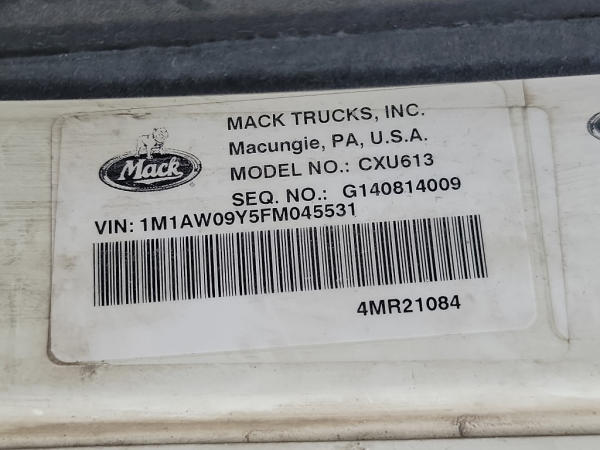 MACK TRUCKS, INC.
Macungie, PA, U.S.A.
Mack
MODEL NO.: CXU613
SEQ. NO.: G140814009
VIN: 1M1AW09Y5FM045531
4MR21084